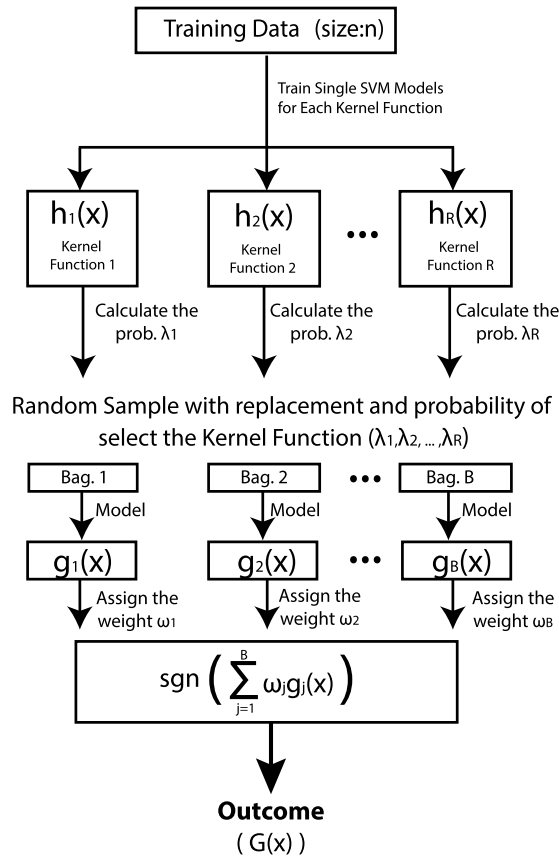 Training Data (size:n)
Train Single SVM Models
for Each Kernel Function
h₁(x)
Kernel
Function 1
h₂(x)
Kernel
Function 2
•••
hR(x)
Kernel
Function R
Calculate the
prob. λ₁
Calculate the
prob. λ₂
Calculate the
prob. λR
Random Sample with replacement and probability of
select the Kernel Function (λ₁,λ₂, ... ,λR)
Bag. 1
Bag. 2
•••
Bag. B
Model
Model
Model
g₁(x)
g₂(x)
•••
gB(x)
Assign the
weight ω₁
Assign the
weight ω₂
Assign the
weight ωB
sgn ( ∑ j=1 B ωjgj(x) )
Outcome
( G(x) )